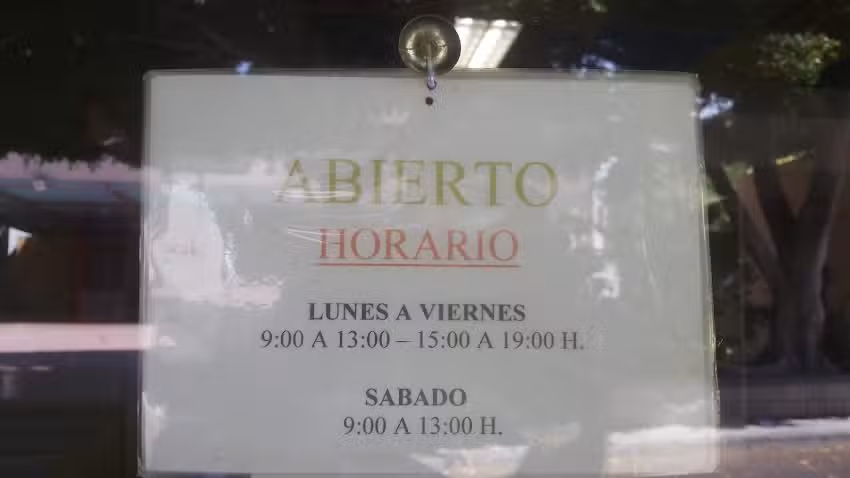 ABIERTO
HORARIO
LUNES A VIERNES
9:00 A 13:00 – 15:00 A 19:00 H.
SABADO
9:00 A 13:00 H.